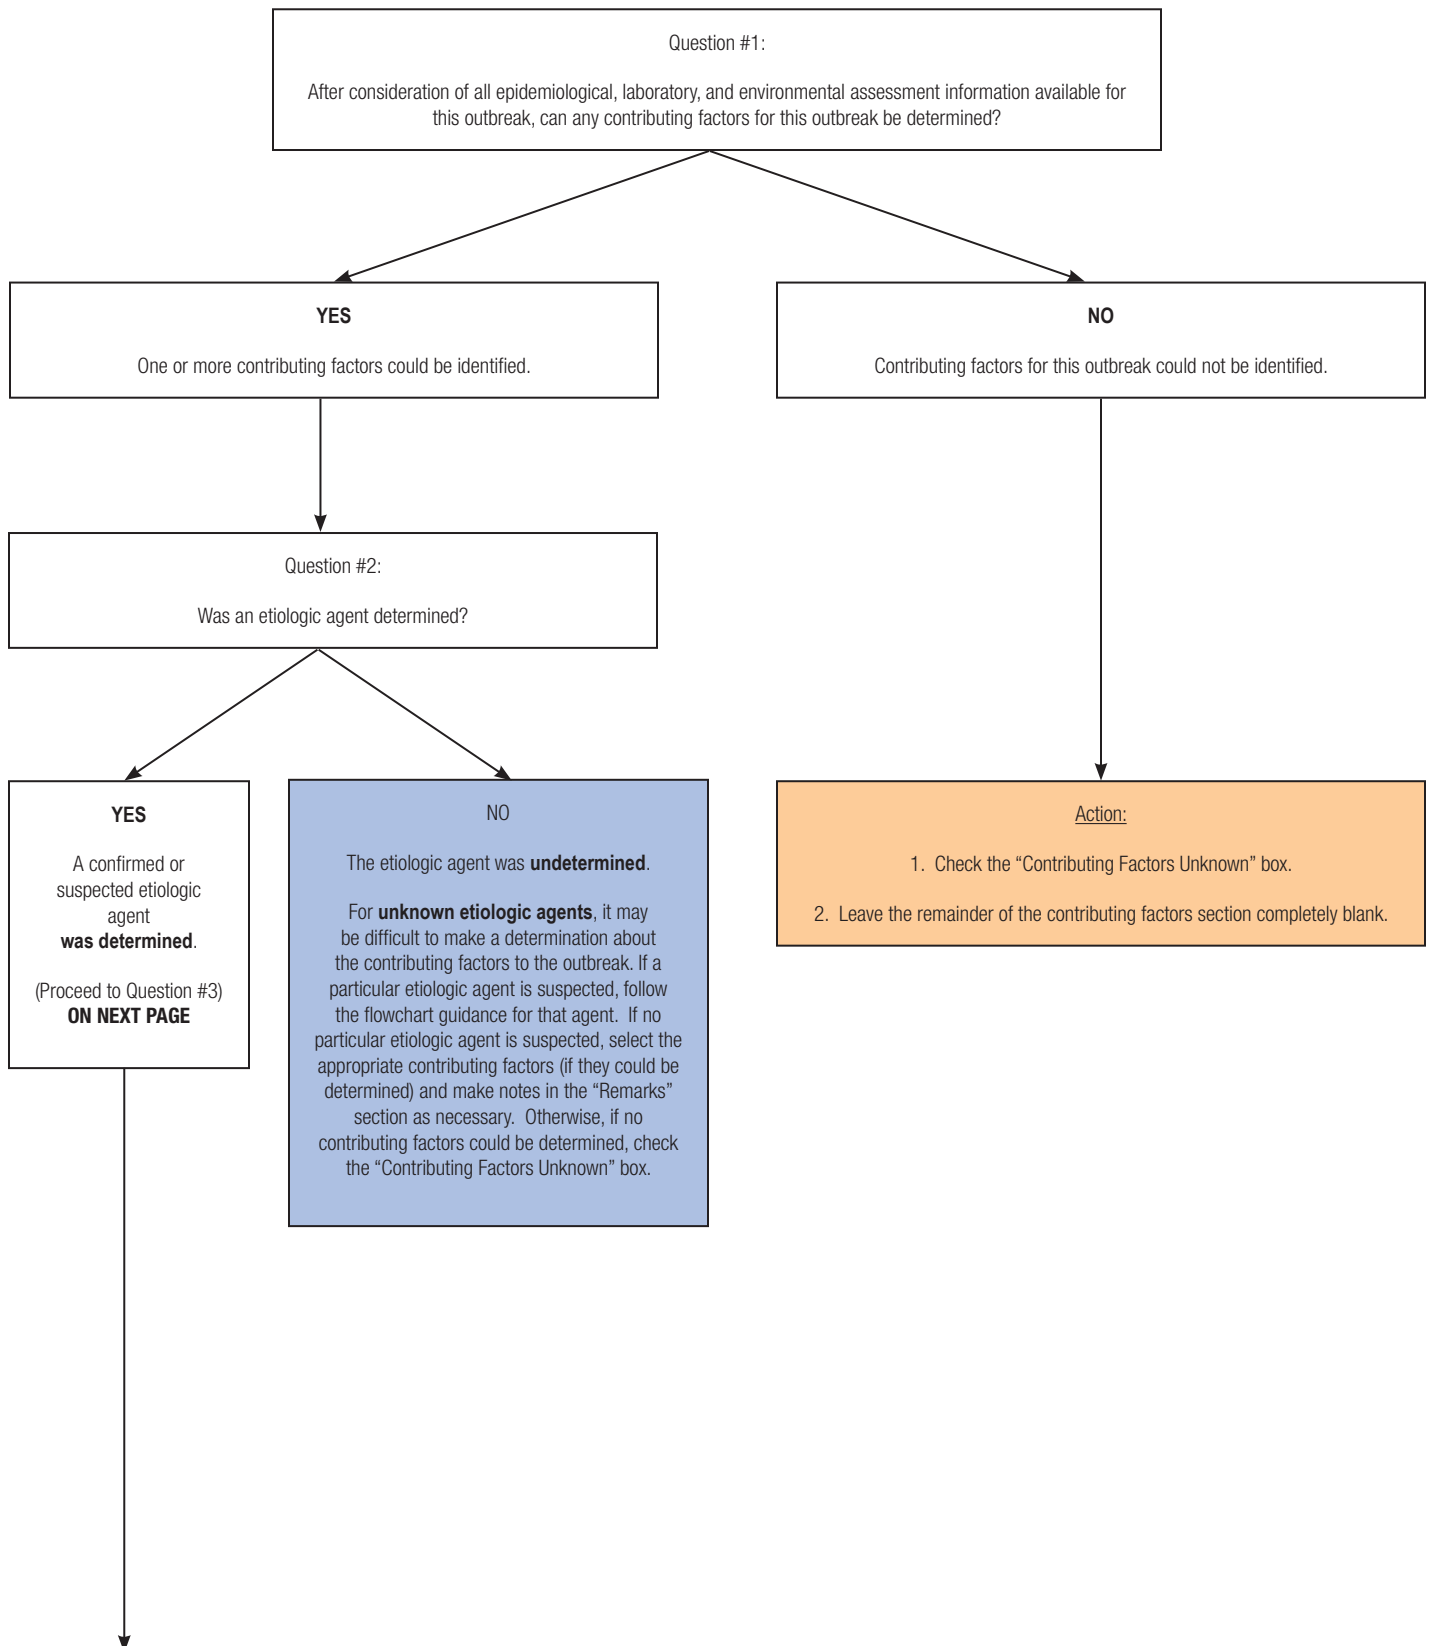 Question #1:
After consideration of all epidemiological, laboratory, and environmental assessment information available for
this outbreak, can any contributing factors for this outbreak be determined?
YES
One or more contributing factors could be identified.
NO
Contributing factors for this outbreak could not be identified.
Question #2:
Was an etiologic agent determined?
YES
A confirmed or
suspected etiologic
agent
was determined.
(Proceed to Question #3)
ON NEXT PAGE
NO
The etiologic agent was undetermined.
For unknown etiologic agents, it may
be difficult to make a determination about
the contributing factors to the outbreak. If a
particular etiologic agent is suspected, follow
the flowchart guidance for that agent.  If no
particular etiologic agent is suspected, select the
appropriate contributing factors (if they could be
determined) and make notes in the “Remarks”
section as necessary.  Otherwise, if no
contributing factors could be determined, check
the “Contributing Factors Unknown” box.
Action:
1.  Check the “Contributing Factors Unknown” box.
2.  Leave the remainder of the contributing factors section completely blank.